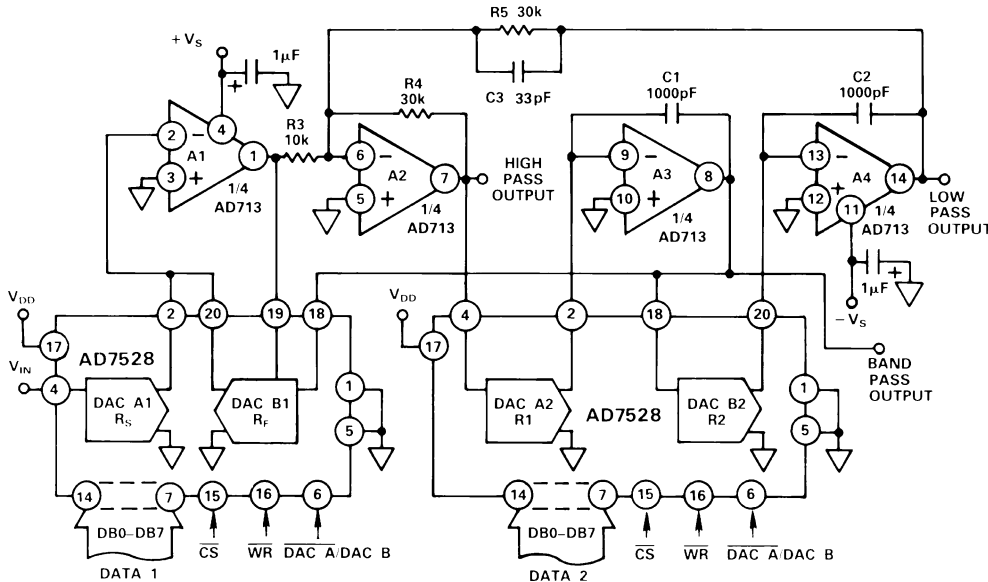 R5 30k
C3 33pF
+VS
1µF
+
R4
30k
C1
1000pF
C2
1000pF
R3
10k
2
−
4
A1
1
3
+
1/4
AD713
6
−
A2
7
5
+
1/4
AD713
HIGH
PASS
OUTPUT
9
−
A3
8
10
+
1/4
AD713
13
−
A4
14
12
+
11
1/4
AD713
LOW
PASS
OUTPUT
1µF
+
−VS
VDD
17
2
20
19
18
AD7528
VIN
4
DAC A1
RS
DAC B1
RF
1
5
14
7
15
16
6
DB0–DB7
CS
WR
DAC A/DAC B
DATA 1
VDD
17
4
2
18
20
DAC A2
R1
AD7528
DAC B2
R2
1
5
BAND
PASS
OUTPUT
14
7
15
16
6
DB0–DB7
CS
WR
DAC A/DAC B
DATA 2